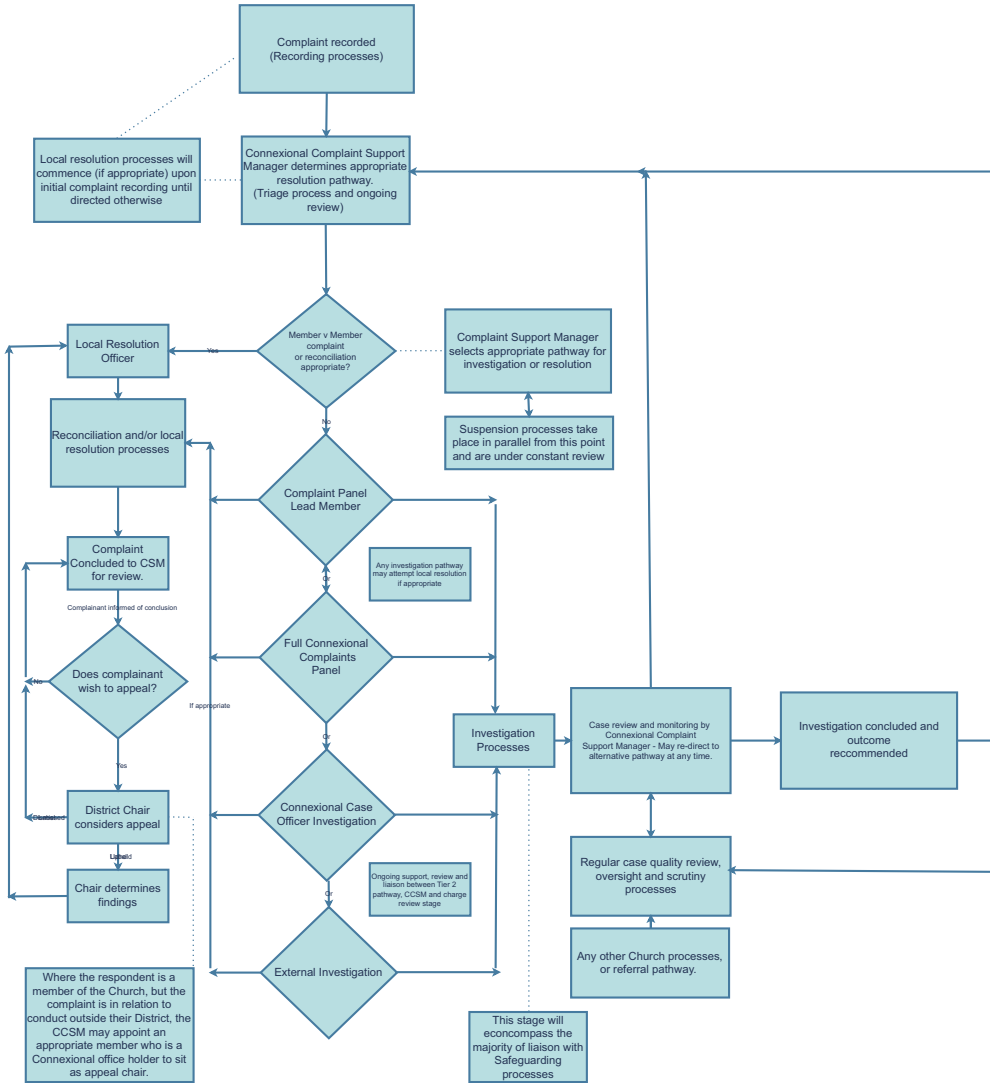 Complaint recorded
(Recording processes)
Local resolution processes will
commence (if appropriate) upon
initial complaint recording until
directed otherwise
Connexional Complaint Support
Manager determines appropriate
resolution pathway.
(Triage process and ongoing
review)
Member v Member
complaint
or reconciliation
appropriate?
Yes
Local Resolution
Officer
Complaint Support Manager
selects appropriate pathway for
investigation or resolution
Suspension processes take
place in parallel from this point
and are under constant review
No
Reconciliation and/or local
resolution processes
Complaint Panel
Lead Member
Complaint
Concluded to CSM
for review.
Any investigation pathway
may attempt local resolution
if appropriate
Or
Complainant informed of conclusion
Full Connexional
Complaints
Panel
Does complainant
wish to appeal?
No
If appropriate
Or
Investigation
Processes
Case review and monitoring by
Connexional Complaint
Support Manager - May re-direct to
alternative pathway at any time.
Investigation concluded and
outcome
reccommended
Yes
District Chair
considers appeal
Connexional Case
Officer Investigation
Regular case quality review,
oversight and scrutiny
processes
Chair determines
findings
Ongoing support, review and
liaison between Tier 2
pathway, CCSM and charge
review stage
Or
Any other Church processes,
or referral pathway.
External Investigation
Where the respondent is a
member of the Church, but the
complaint is in relation to
conduct outside their District, the
CCSM may appoint an
appropriate member who is a
Connexional office holder to sit
as appeal chair.
This stage will
econcompass the
majority of liaison with
Safeguarding
processes